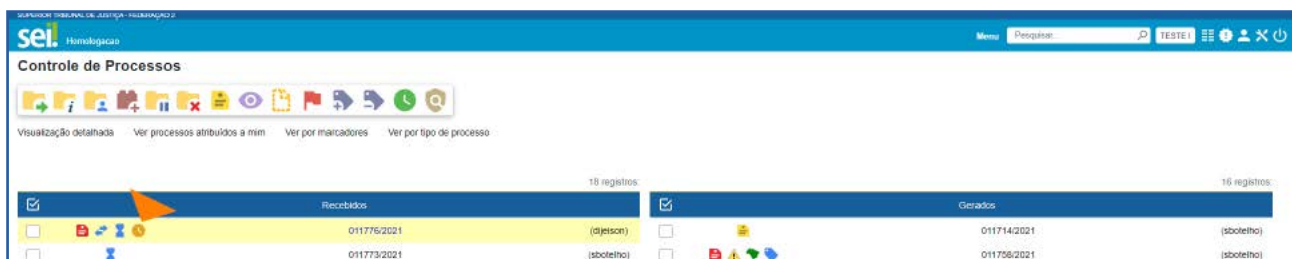 SUPERIOR TRIBUNAL DE JUSTIÇA - FEDERAÇÃO 2
sei. Homologacao Menu Pesquisar... TESTE I
Controle de Processos
Visualização detalhada Ver processos atribuídos a mim Ver por marcadores Ver por tipo de processo
18 registros: 16 registros:
Recebidos Gerados
011776/2021 (dijeison) 011714/2021 (sbotelho)
011773/2021 (sbotelho) 011758/2021 (sbotelho)